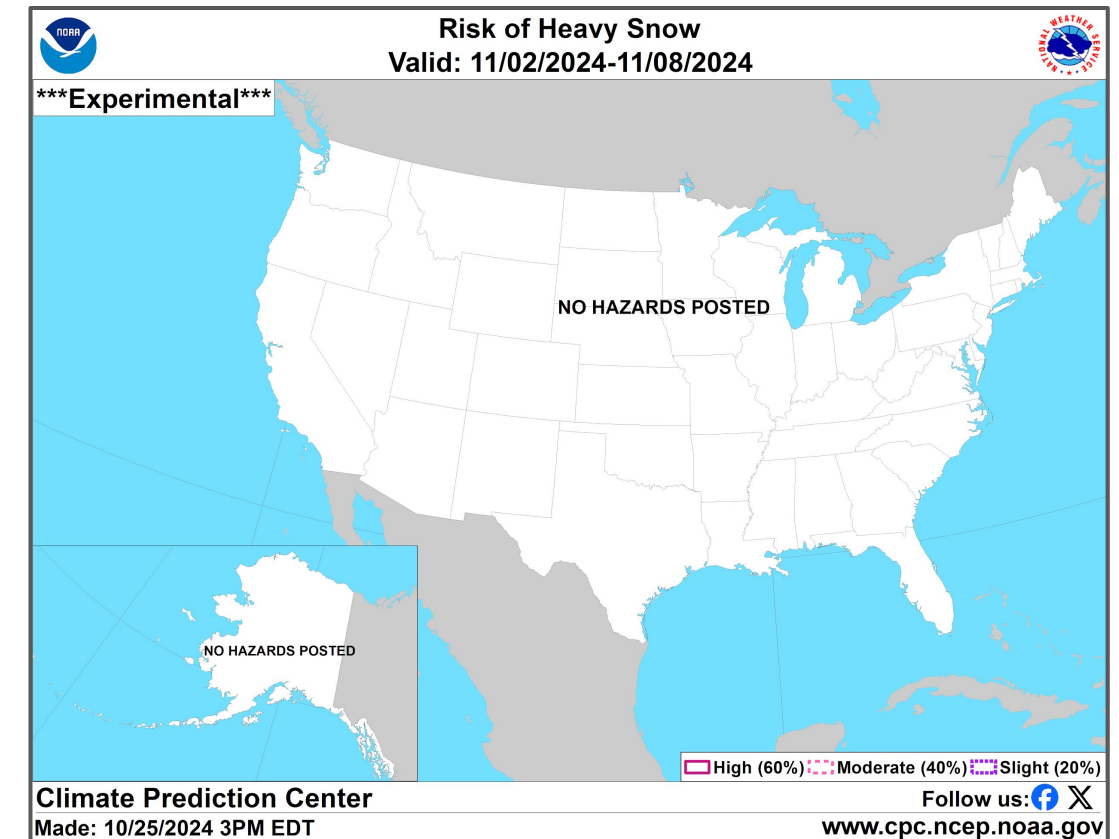 NOAA
Risk of Heavy Snow
Valid: 11/02/2024-11/08/2024
NATIONAL WEATHER SERVICE
***Experimental***
NO HAZARDS POSTED
NO HAZARDS POSTED
High (60%) Moderate (40%) Slight (20%)
Climate Prediction Center
Follow us:
Made: 10/25/2024 3PM EDT
www.cpc.ncep.noaa.gov